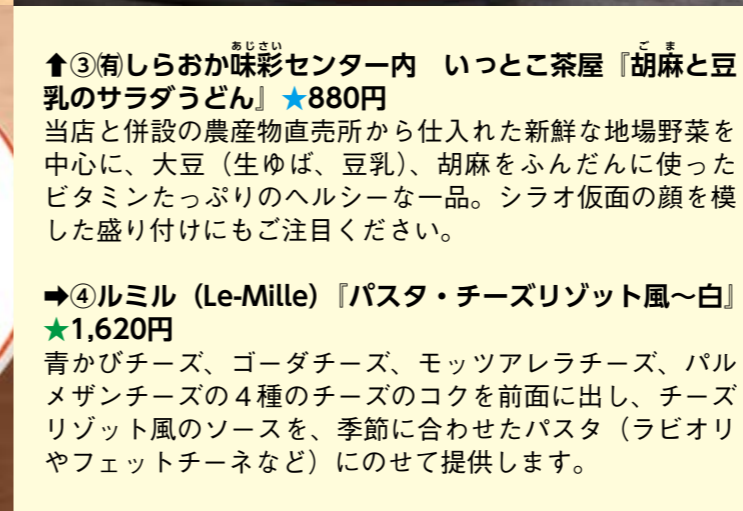 ⬆③㈲しらおか味彩センター内　いっとこ茶屋『胡麻と豆
乳のサラダうどん』★880円
当店と併設の農産物直売所から仕入れた新鮮な地場野菜を
中心に、大豆（生ゆば、豆乳）、胡麻をふんだんに使った
ビタミンたっぷりのヘルシーな一品。シラオ仮面の顔を模
した盛り付けにもご注目ください。
➡④ルミル（Le-Mille）『パスタ・チーズリゾット風～白』
★1,620円
青かびチーズ、ゴーダチーズ、モッツアレラチーズ、パル
メザンチーズの４種のチーズのコクを前面に出し、チーズ
リゾット風のソースを、季節に合わせたパスタ（ラビオリ
やフェットチーネなど）にのせて提供します。